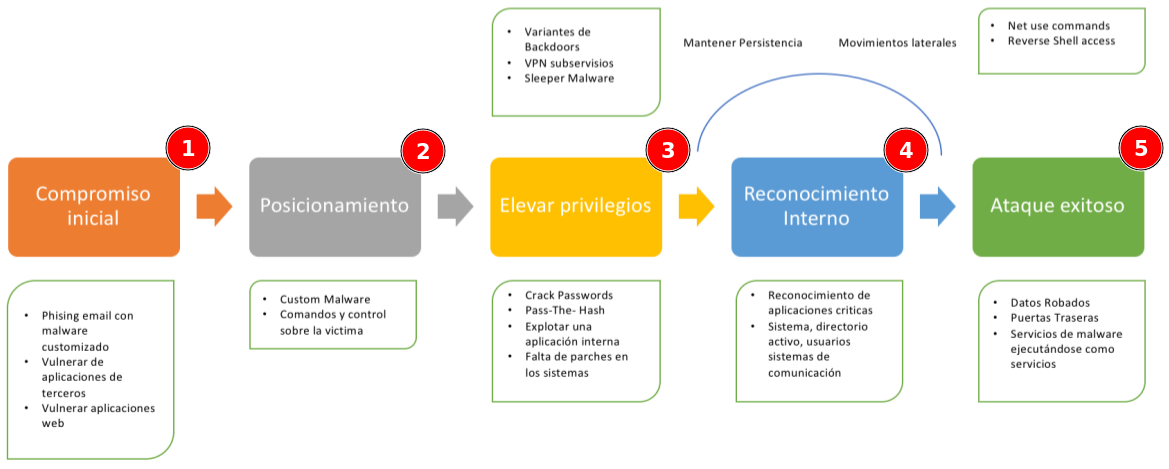 • Variantes de
Backdoors
• VPN subservisios
• Sleeper Malware
Mantener Persistencia
Movimientos laterales
• Net use commands
• Reverse Shell access
1
2
3
4
5
Compromiso
inicial
Posicionamiento
Elevar privilegios
Reconocimiento
Interno
Ataque exitoso
• Phising email con
malware
customizado
• Vulnerar de
aplicaciones de
terceros
• Vulnerar aplicaciones
web
• Custom Malware
• Comandos y control
sobre la victima
• Crack Passwords
• Pass-The- Hash
• Explotar una
aplicación interna
• Falta de parches en
los sistemas
• Reconocimiento de
aplicaciones criticas
• Sistema, directorio
activo, usuarios
sistemas de
comunicación
• Datos Robados
• Puertas Traseras
• Servicios de malware
ejecutándose como
servicios